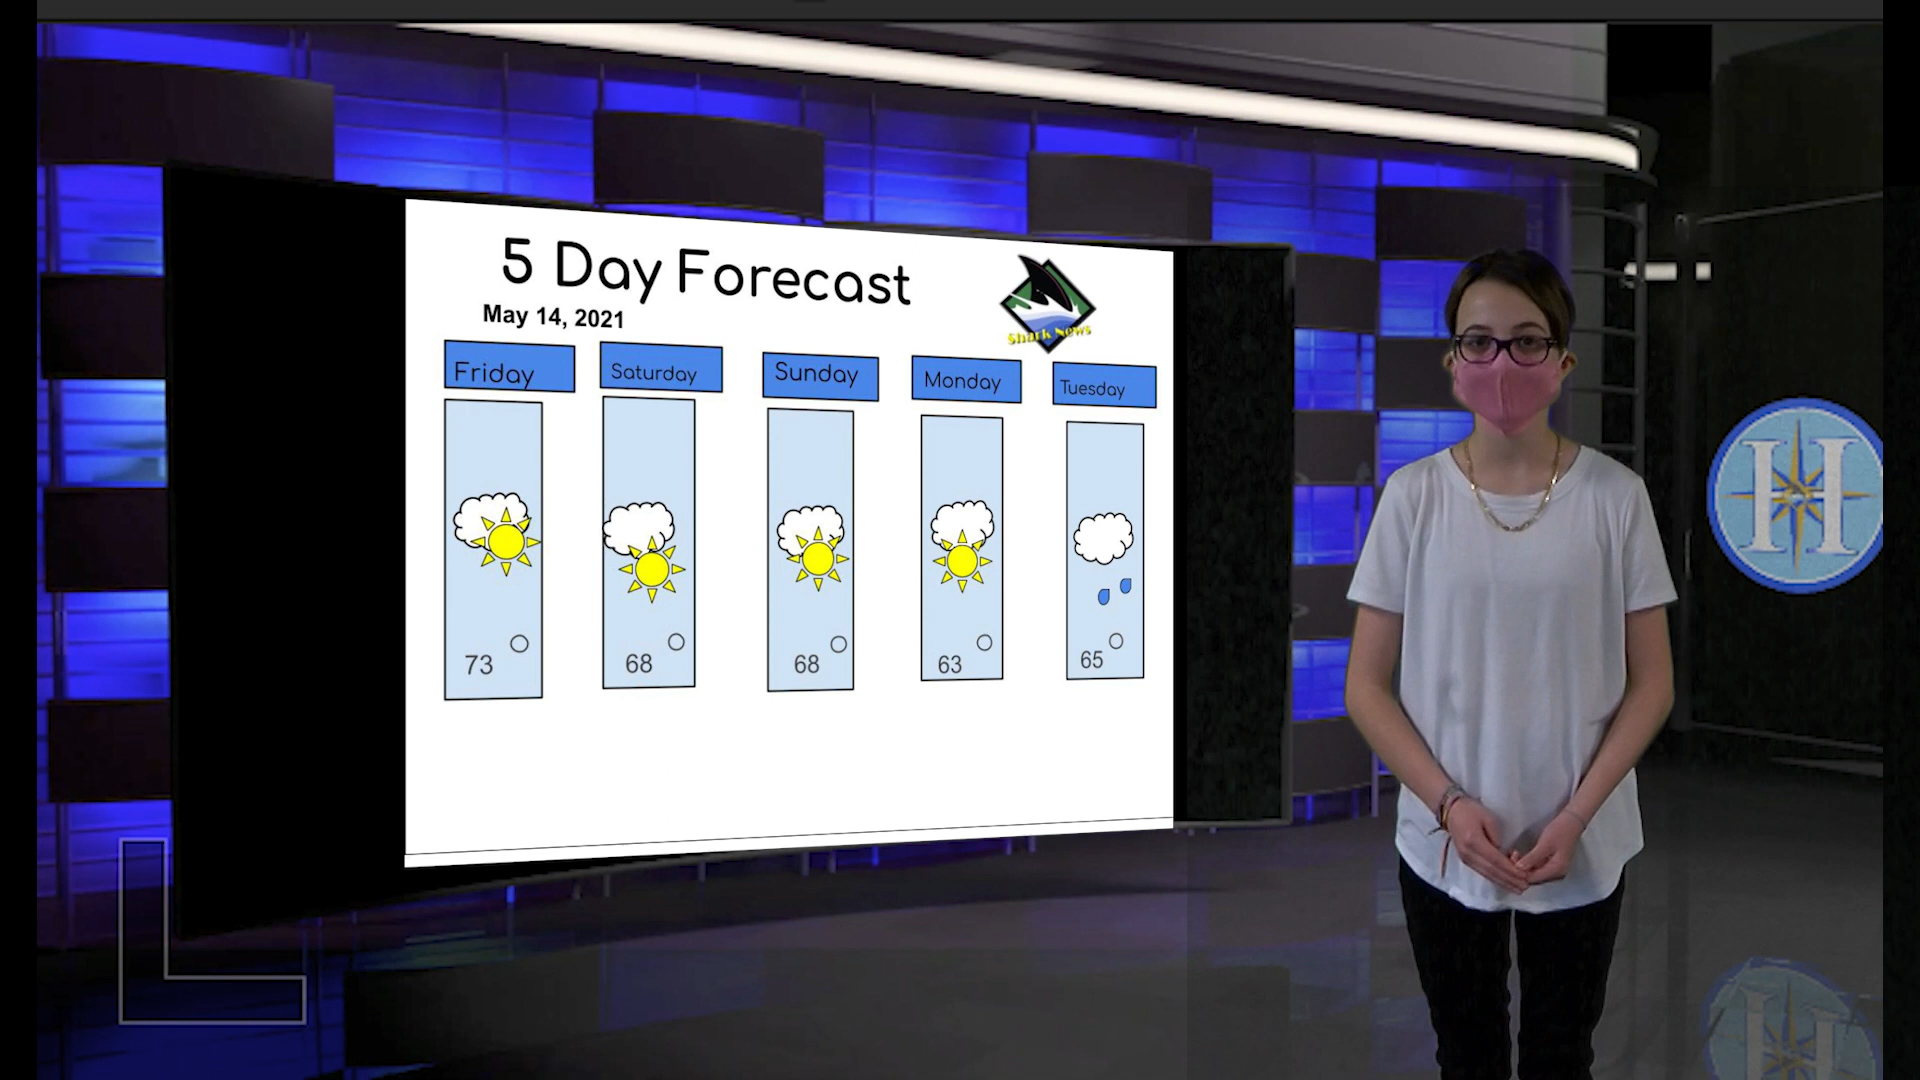 5 Day Forecast
May 14, 2021
Shark News
Friday
Saturday
Sunday
Monday
Tuesday
73
68
68
63
65
H
H